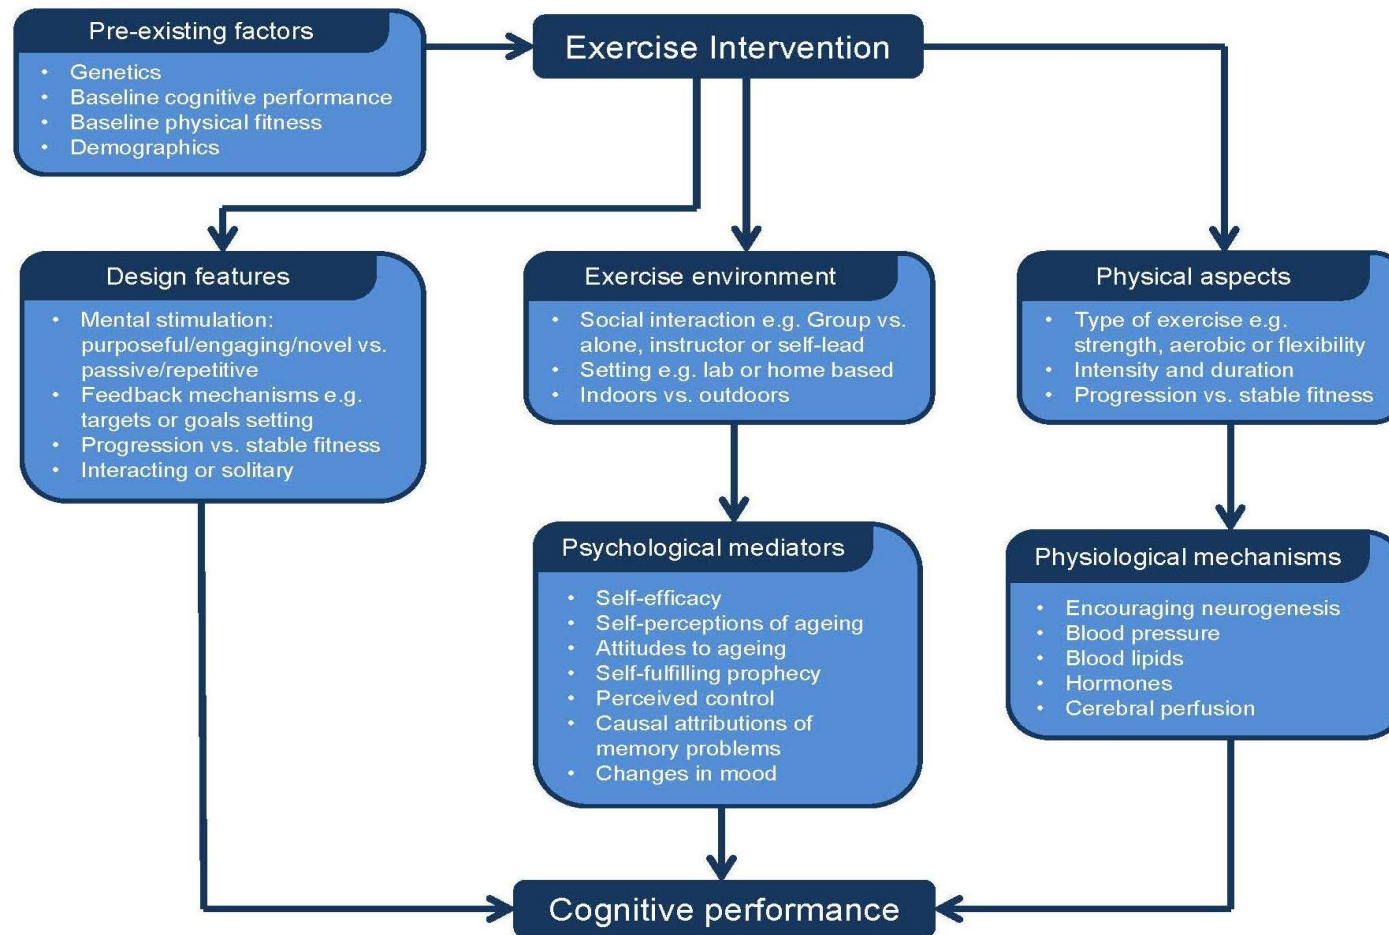 Pre-existing factors
• Genetics
• Baseline cognitive performance
• Baseline physical fitness
• Demographics
Exercise Intervention
Design features
• Mental stimulation:
purposeful/engaging/novel vs.
passive/repetitive
• Feedback mechanisms e.g.
targets or goals setting
• Progression vs. stable fitness
• Interacting or solitary
Exercise environment
• Social interaction e.g. Group vs.
alone, instructor or self-lead
• Setting e.g. lab or home based
• Indoors vs. outdoors
Physical aspects
• Type of exercise e.g.
strength, aerobic or flexibility
• Intensity and duration
• Progression vs. stable fitness
Psychological mediators
• Self-efficacy
• Self-perceptions of ageing
• Attitudes to ageing
• Self-fulfilling prophecy
• Perceived control
• Causal attributions of
memory problems
• Changes in mood
Physiological mechanisms
• Encouraging neurogenesis
• Blood pressure
• Blood lipids
• Hormones
• Cerebral perfusion
Cognitive performance